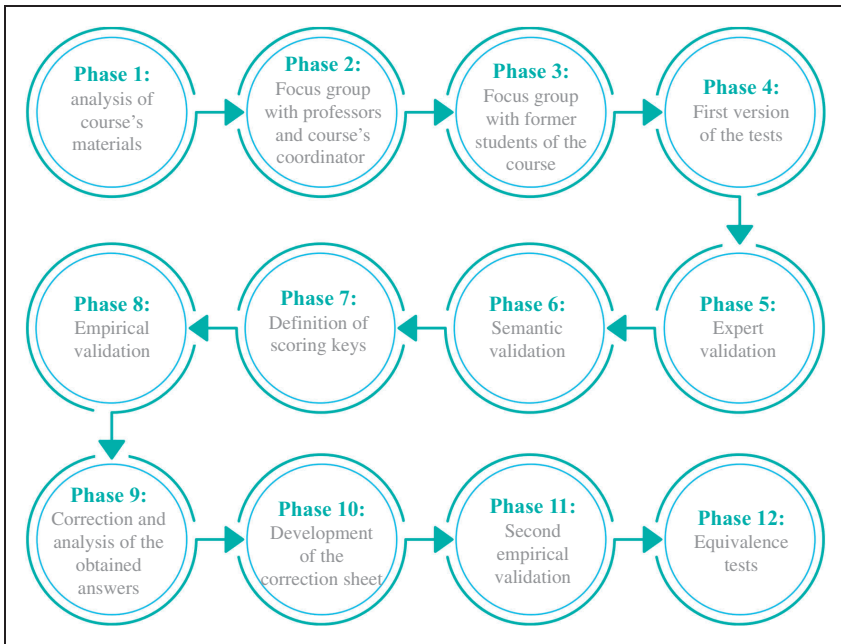 Phase 1:
analysis of
course's
materials
Phase 2:
Focus group
with professors
and course's
coordinator
Phase 3:
Focus group
with former
students of the
course
Phase 4:
First version
of the tests
Phase 5:
Expert
validation
Phase 6:
Semantic
validation
Phase 7:
Definition of
scoring keys
Phase 8:
Empirical
validation
Phase 9:
Correction and
analysis of the
obtained
answers
Phase 10:
Development
of the
correction sheet
Phase 11:
Second
empirical
validation
Phase 12:
Equivalence
tests